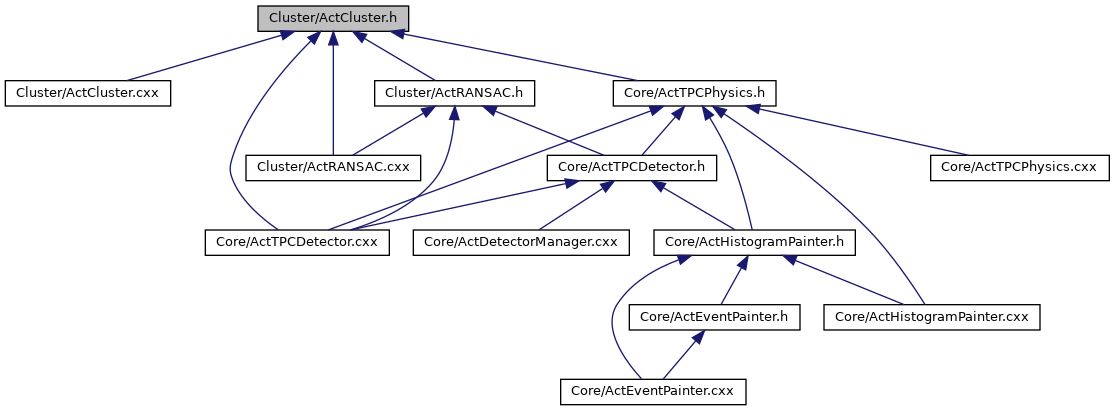 Cluster/ActCluster.h
Cluster/ActCluster.cxx
Cluster/ActRANSAC.h
Core/ActTPCPhysics.h
Cluster/ActRANSAC.cxx
Core/ActTPCDetector.h
Core/ActTPCPhysics.cxx
Core/ActTPCDetector.cxx
Core/ActDetectorManager.cxx
Core/ActHistogramPainter.h
Core/ActEventPainter.h
Core/ActHistogramPainter.cxx
Core/ActEventPainter.cxx